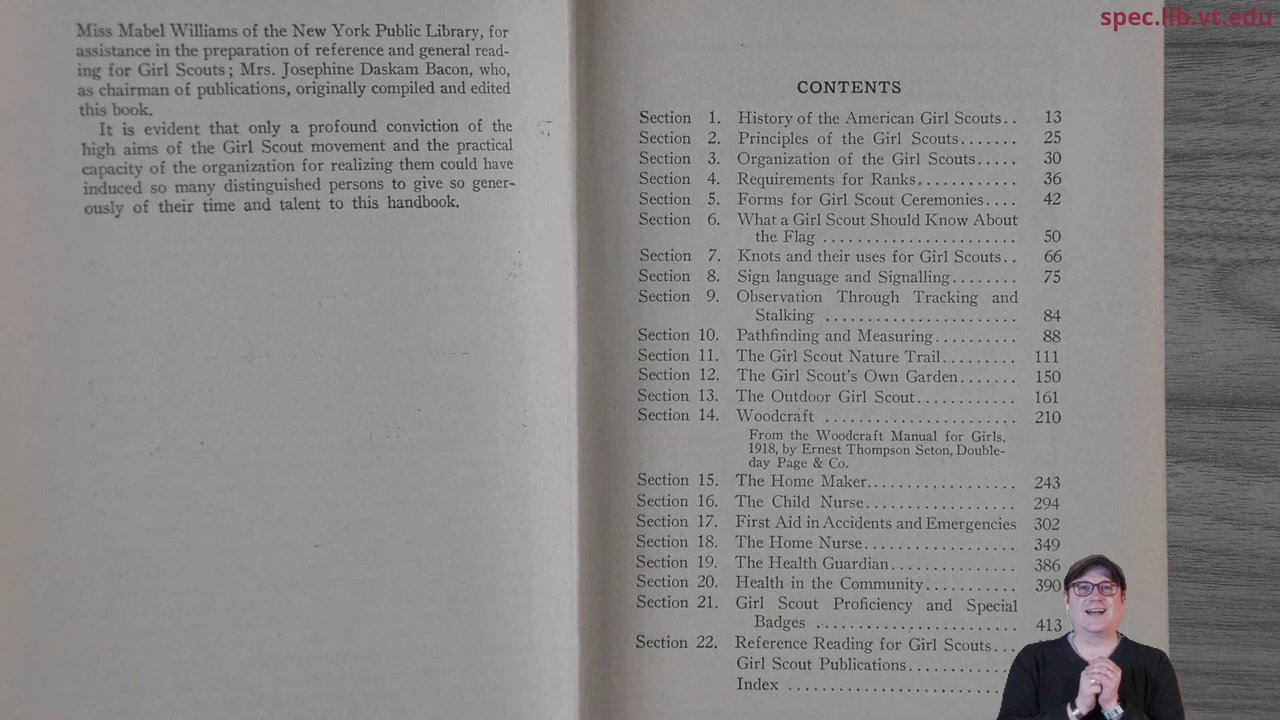 Miss Mabel Williams of the New York Public Library, for
assistance in the preparation of reference and general read-
ing for Girl Scouts; Mrs. Josephine Daskam Bacon, who,
as chairman of publications, originally compiled and edited
this book.
It is evident that only a profound conviction of the
high aims of the Girl Scout movement and the practical
capacity of the organization for realizing them could have
induced so many distinguished persons to give so gener-
ously of their time and talent to this handbook.
spec.lib.vt.edu
CONTENTS
Section 1. History of the American Girl Scouts.. 13
Section 2. Principles of the Girl Scouts....... 25
Section 3. Organization of the Girl Scouts..... 30
Section 4. Requirements for Ranks............. 36
Section 5. Forms for Girl Scout Ceremonies.... 42
Section 6. What a Girl Scout Should Know About
the Flag ....................... 50
Section 7. Knots and their uses for Girl Scouts.. 66
Section 8. Sign language and Signalling........ 75
Section 9. Observation Through Tracking and
Stalking ...................... 84
Section 10. Pathfinding and Measuring.......... 88
Section 11. The Girl Scout Nature Trail......... 111
Section 12. The Girl Scout's Own Garden....... 150
Section 13. The Outdoor Girl Scout............ 161
Section 14. Woodcraft ....................... 210
From the Woodcraft Manual for Girls,
1918, by Ernest Thompson Seton, Double-
day Page & Co.
Section 15. The Home Maker.................. 243
Section 16. The Child Nurse................... 294
Section 17. First Aid in Accidents and Emergencies 302
Section 18. The Home Nurse................... 349
Section 19. The Health Guardian............... 386
Section 20. Health in the Community........... 390
Section 21. Girl Scout Proficiency and Special
Badges ....................... 413
Section 22. Reference Reading for Girl Scouts...
Girl Scout Publications.............
Index ..........................